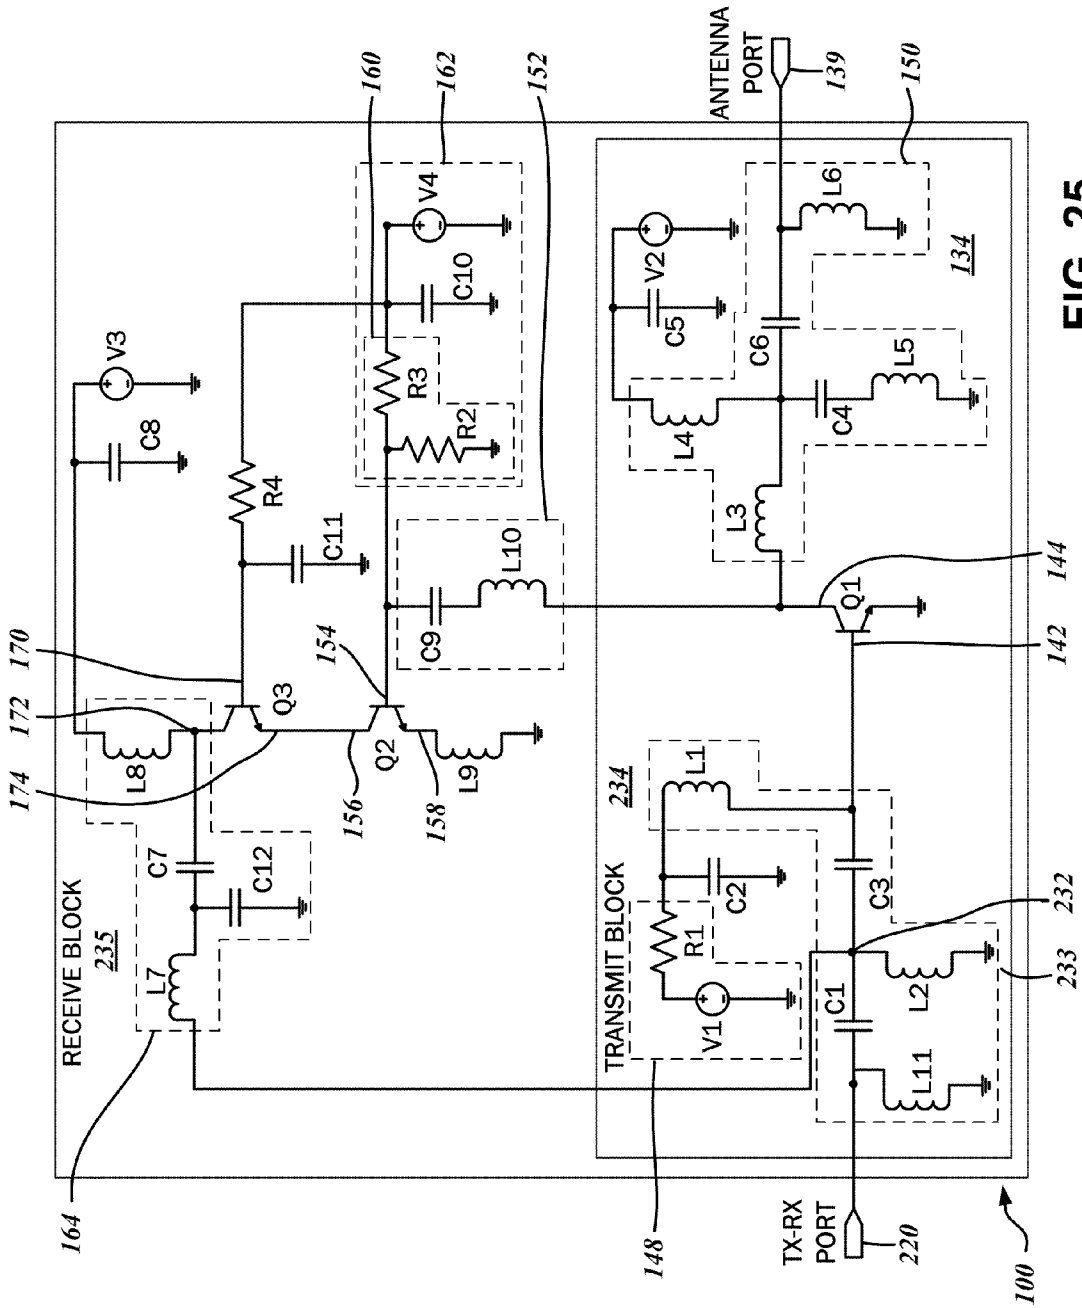 160
162
152
ANTENNA
PORT
139
150
V4
C10
R3
R2
V3
C8
R4
C11
170
172
174
Q3
154
156
Q2
158
L9
L8
C7
C12
L7
RECEIVE BLOCK
235
164
C9
L10
L6
134
V2
C5
C6
L4
L5
C4
L3
144
Q1
142
234
L1
TRANSMIT BLOCK
C2
R1
V1
C3
232
C1
L2
233
L11
148
TX-RX
PORT
220
100
FIG. 25